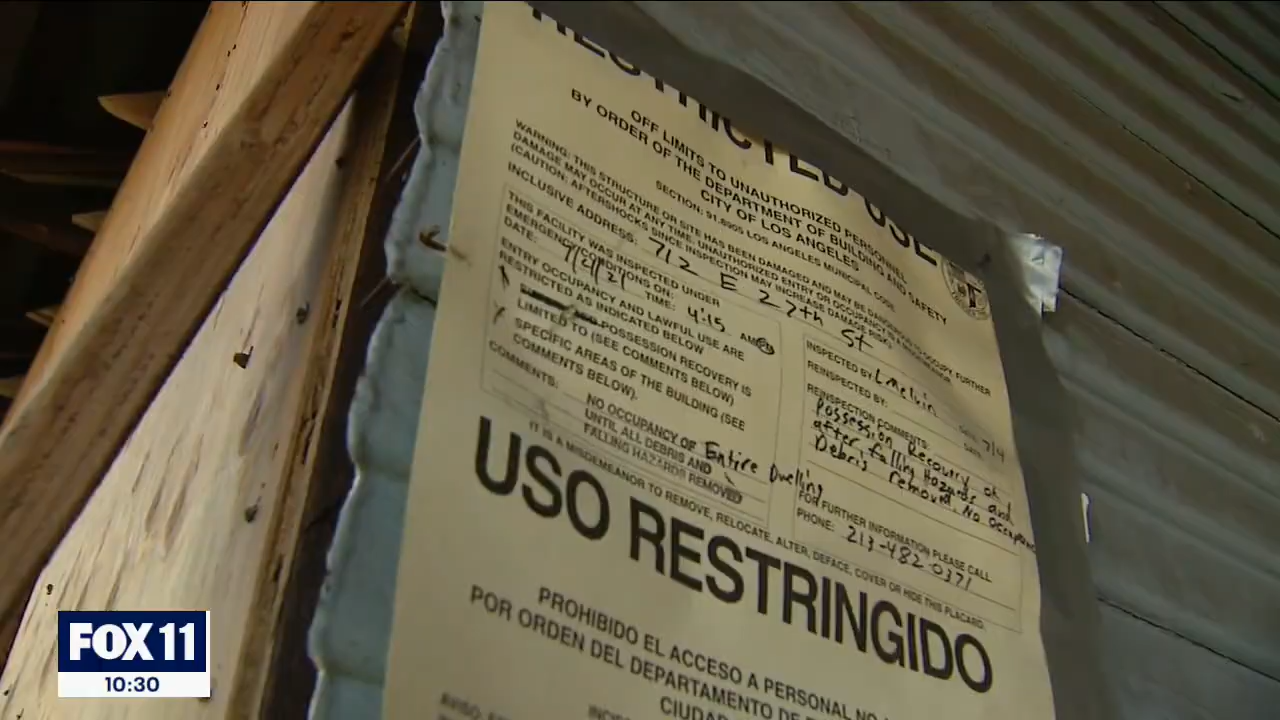 RESTRICTED USE
OFF LIMITS TO UNAUTHORIZED PERSONNEL
BY ORDER OF THE DEPARTMENT OF BUILDING AND SAFETY
CITY OF LOS ANGELES
SECTION: 91.8905 LOS ANGELES MUNICIPAL CODE
WARNING: THIS STRUCTURE OR SITE HAS BEEN DAMAGED AND MAY BE DANGEROUS TO OCCUPY FURTHER
DAMAGE MAY OCCUR AT ANY TIME. UNAUTHORIZED ENTRY OR OCCUPANCY IS
(CAUTION: AFTERSHOCKS SINCE INSPECTION MAY INCREASE DAMAGE RISK)
INCLUSIVE ADDRESS: 712 E 27th St
THIS FACILITY WAS INSPECTED UNDER
EMERGENCY CONDITIONS ON:
DATE: TIME: 4:15 AM
ENTRY OCCUPANCY AND LAWFUL USE ARE
RESTRICTED AS INDICATED BELOW
POSSESSION RECOVERY IS
LIMITED TO (SEE COMMENTS BELOW)
SPECIFIC AREAS OF THE BUILDING (SEE
COMMENTS BELOW).
COMMENTS:
NO OCCUPANCY OF Entire Dwelling
UNTIL ALL DEBRIS AND
FALLING HAZARDS REMOVED
INSPECTED BY: L Melvin
REINSPECTED BY: DATE: 7/4
REINSPECTION COMMENTS:
Possession Recovery ok
after falling Hazards and
Debris removed. No occupan
FOR FURTHER INFORMATION PLEASE CALL
PHONE: 213-482-0371
IT IS A MISDEMEANOR TO REMOVE, RELOCATE, ALTER, DEFACE, COVER OR HIDE THIS PLACARD.
USO RESTRINGIDO
PROHIBIDO EL ACCESO A PERSONAL NO
POR ORDEN DEL DEPARTAMENTO DE
CIUDAD
AVISO:
FOX 11
10:30